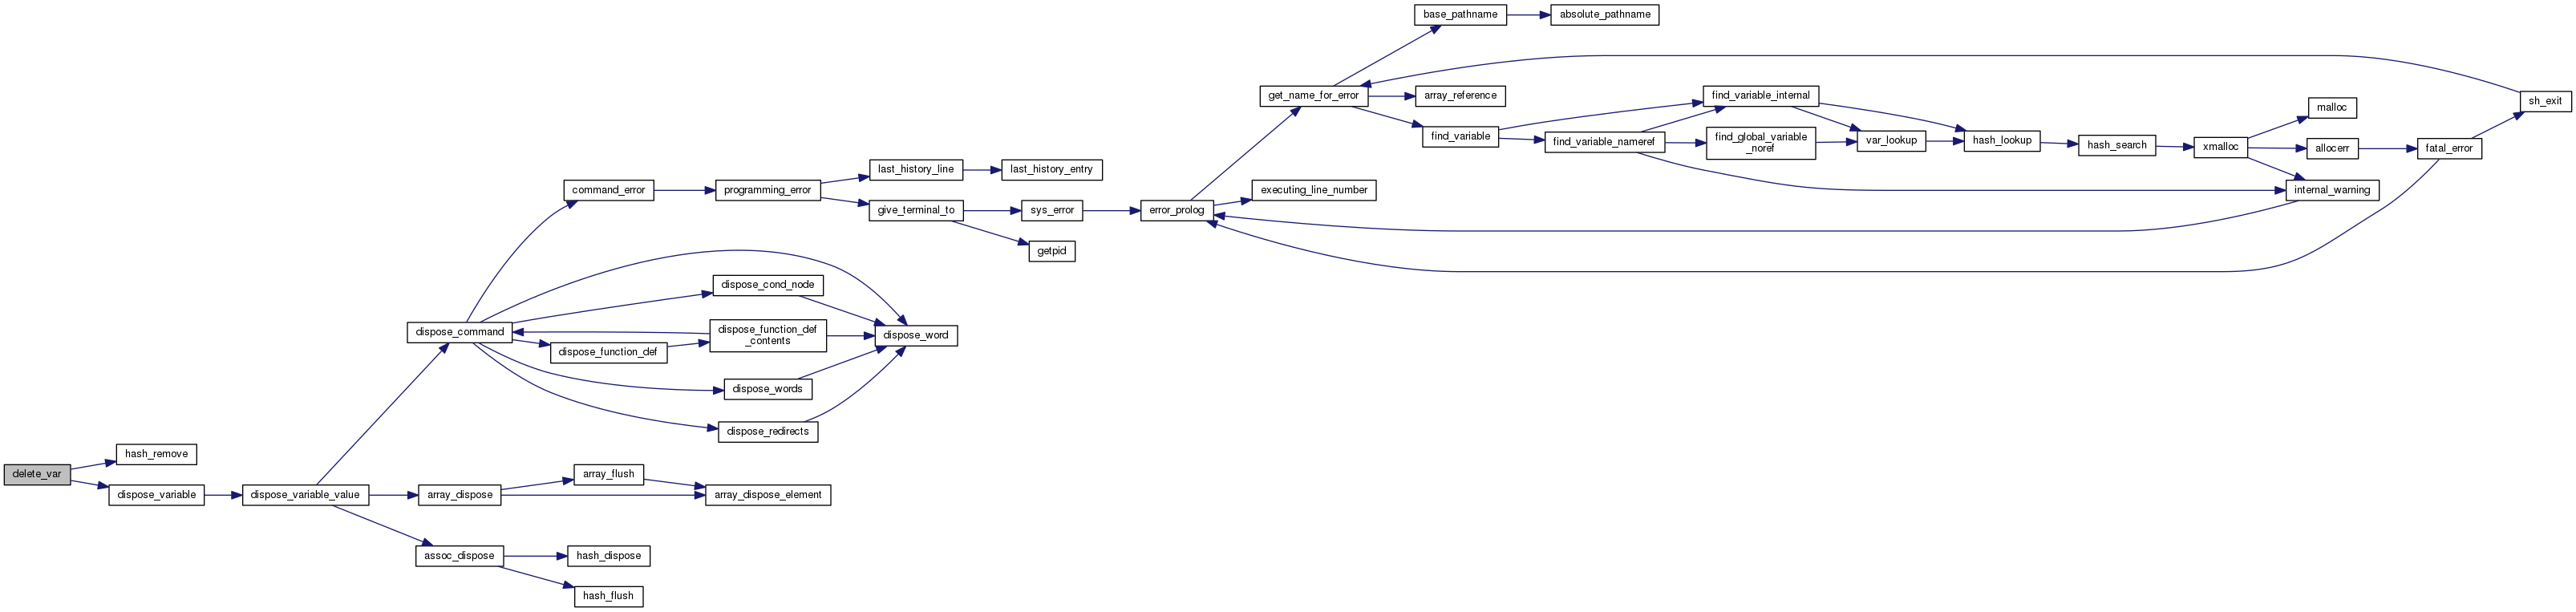 base_pathname
absolute_pathname
get_name_for_error
array_reference
find_variable_internal
sh_exit
malloc
find_variable
find_variable_nameref
find_global_variable
_noref
var_lookup
hash_lookup
hash_search
xmalloc
allocerr
fatal_error
internal_warning
last_history_line
last_history_entry
command_error
programming_error
executing_line_number
give_terminal_to
sys_error
error_prolog
getpid
dispose_cond_node
dispose_command
dispose_function_def
_contents
dispose_word
dispose_function_def
dispose_words
dispose_redirects
hash_remove
delete_var
array_flush
dispose_variable
dispose_variable_value
array_dispose
array_dispose_element
assoc_dispose
hash_dispose
hash_flush